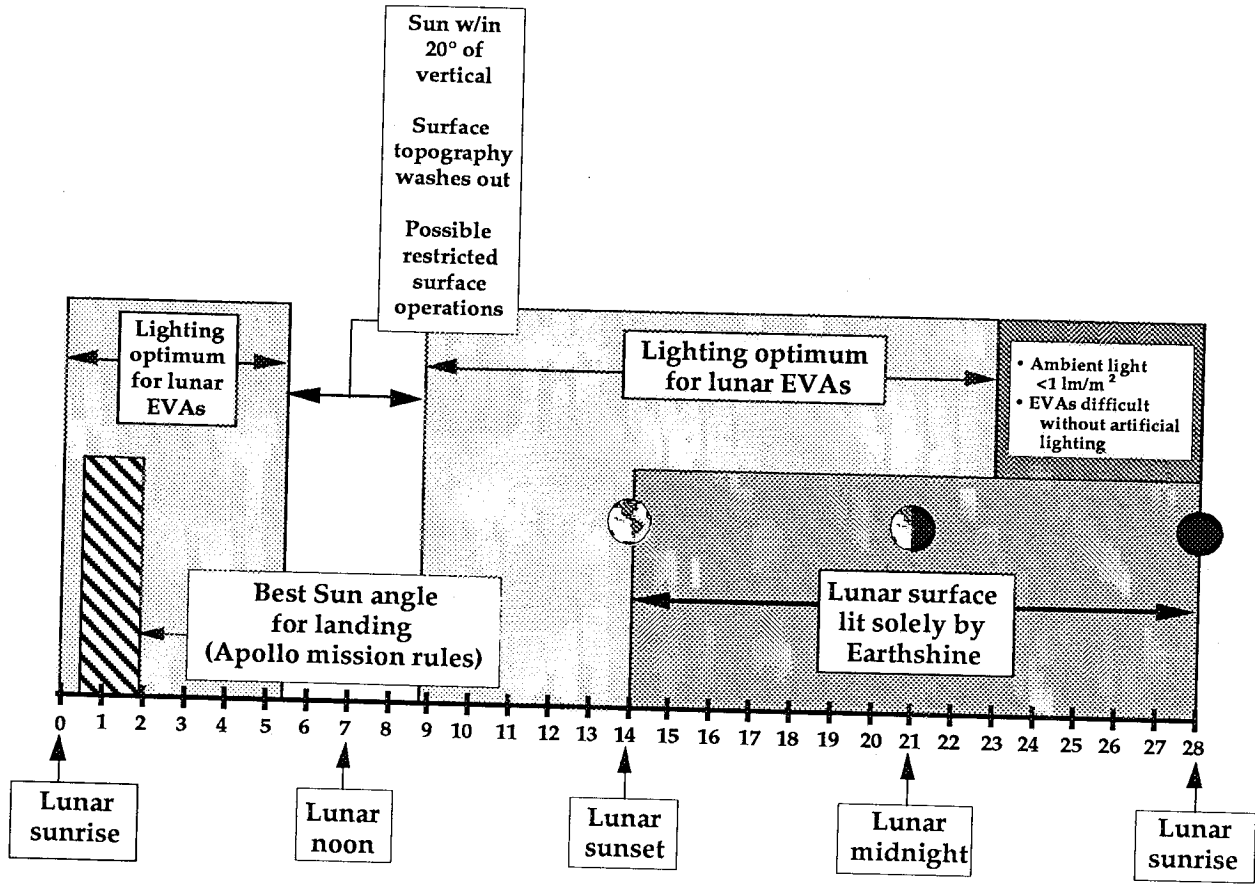 Sun w/in
20° of
vertical
Surface
topography
washes out
Possible
restricted
surface
operations
Lighting
optimum
for lunar
EVAs
Lighting optimum
for lunar EVAs
• Ambient light
<1 lm/m²
• EVAs difficult
without artificial
lighting
Best Sun angle
for landing
(Apollo mission rules)
Lunar surface
lit solely by
Earthshine
0 1 2 3 4 5 6 7 8 9 10 11 12 13 14 15 16 17 18 19 20 21 22 23 24 25 26 27 28
Lunar
sunrise
Lunar
noon
Lunar
sunset
Lunar
midnight
Lunar
sunrise